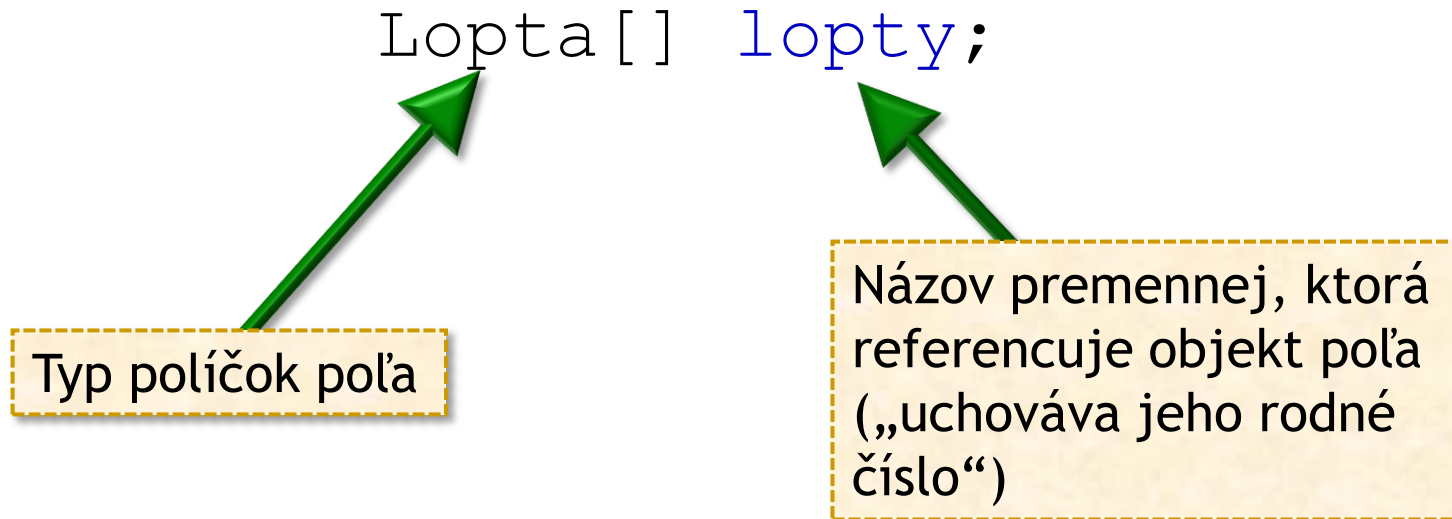 Lopta[] lopty;
Typ políčok poľa
Názov premennej, ktorá
referencuje objekt poľa
(„uchováva jeho rodné
číslo“)